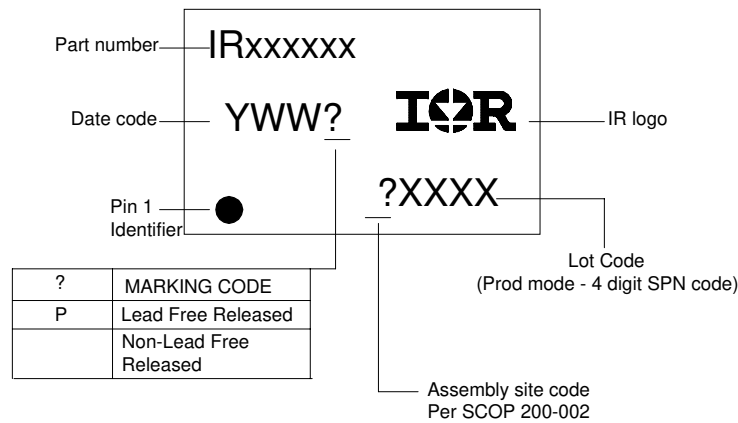 Part number
IRxxxxxx
Date code
YWW?
IOR
IR logo
?XXXX
Pin 1
Identifier
Lot Code
(Prod mode - 4 digit SPN code)
? MARKING CODE
P Lead Free Released
Non-Lead Free
Released
Assembly site code
Per SCOP 200-002